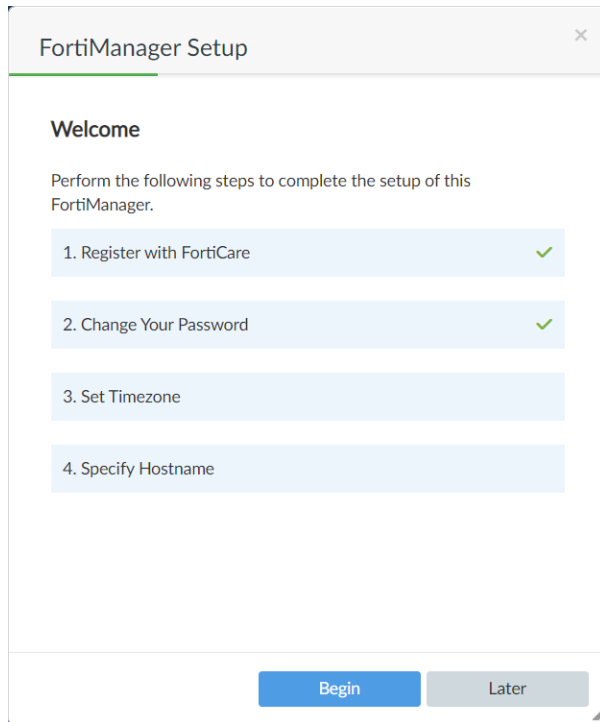 FortiManager Setup
Welcome
Perform the following steps to complete the setup of this
FortiManager.
1. Register with FortiCare
2. Change Your Password
3. Set Timezone
4. Specify Hostname
Begin
Later